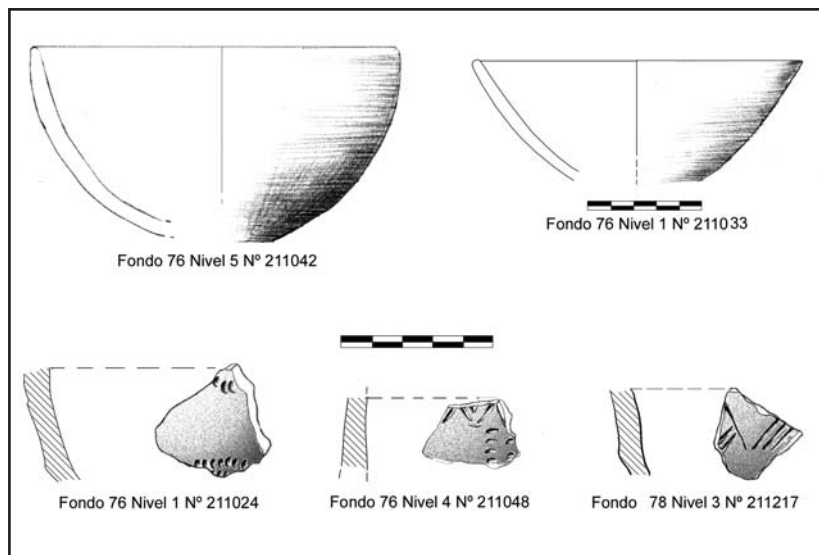 Fondo 76 Nivel 5 Nº 211042
Fondo 76 Nivel 1 Nº 211033
Fondo 76 Nivel 1 Nº 211024
Fondo 76 Nivel 4 Nº 211048
Fondo 78 Nivel 3 Nº 211217